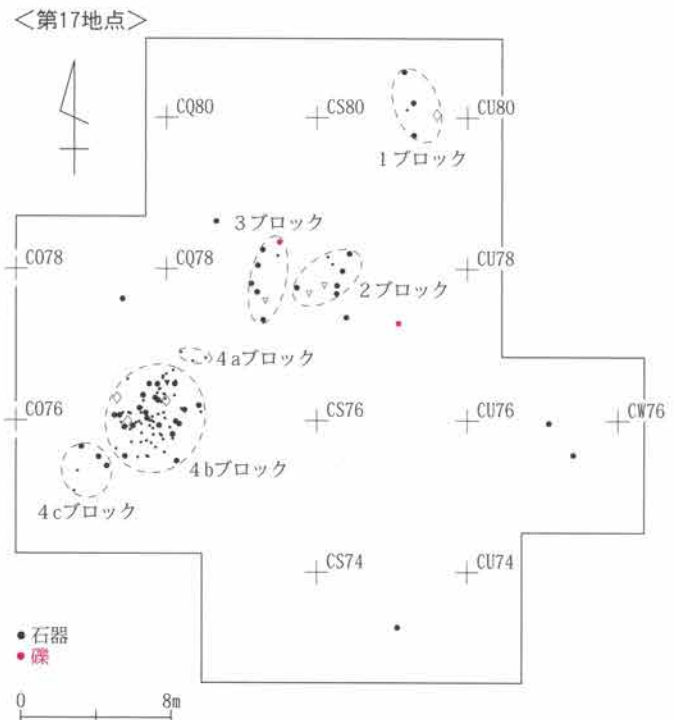 ＜第17地点＞
CQ80
CS80
CU80
1ブロック
3ブロック
CO78
CQ78
CU78
2ブロック
4aブロック
CO76
CS76
CU76
CW76
4bブロック
4cブロック
CS74
CU74
石器
礫
0 8m